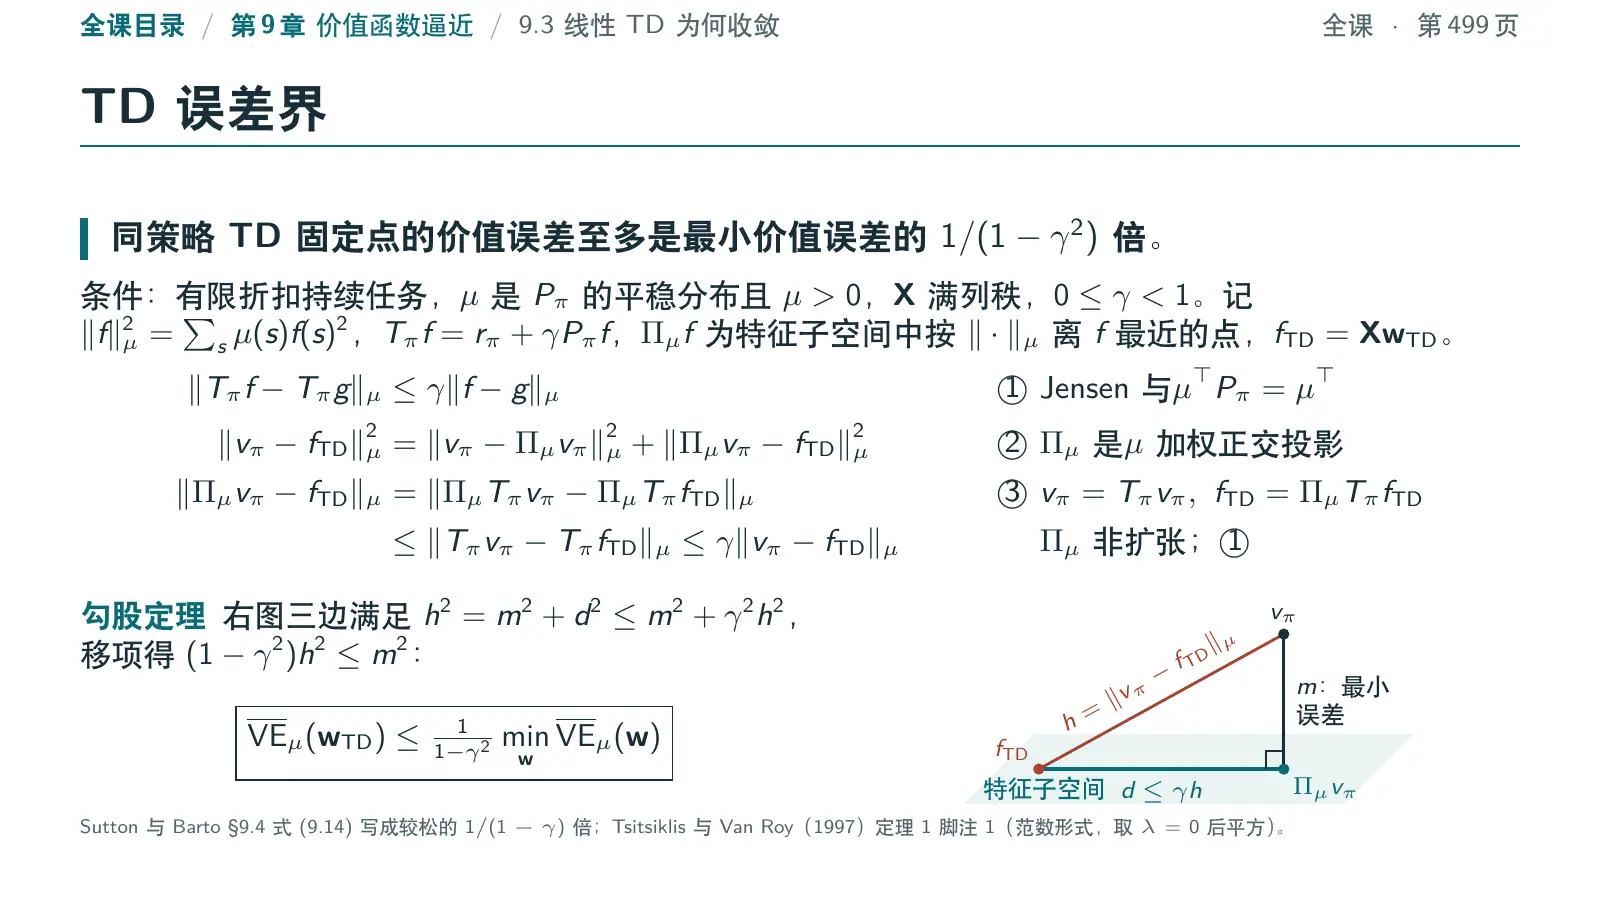 全课目录 / 第 9 章 价值函数逼近 / 9.3 线性 TD 为何收敛
全课 · 第 499 页
TD 误差界
同策略 TD 固定点的价值误差至多是最小价值误差的 1/(1 − γ²) 倍。
条件：有限折扣持续任务，μ 是 P_π 的平稳分布且 μ > 0，X 满列秩，0 ≤ γ < 1。记
‖f‖²_μ = ∑_s μ(s)f(s)²，T_π f = r_π + γP_π f，Π_μ f 为特征子空间中按 ‖·‖_μ 离 f 最近的点，f_TD = Xw_TD。
‖T_π f − T_π g‖_μ ≤ γ‖f − g‖_μ ① Jensen 与μ^⊤ P_π = μ^⊤
‖v_π − f_TD‖²_μ = ‖v_π − Π_μ v_π‖²_μ + ‖Π_μ v_π − f_TD‖²_μ ② Π_μ 是μ 加权正交投影
‖Π_μ v_π − f_TD‖_μ = ‖Π_μ T_π v_π − Π_μ T_π f_TD‖_μ ③ v_π = T_π v_π, f_TD = Π_μ T_π f_TD
≤ ‖T_π v_π − T_π f_TD‖_μ ≤ γ‖v_π − f_TD‖_μ Π_μ 非扩张；①
勾股定理 右图三边满足 h² = m² + d² ≤ m² + γ²h²，
移项得 (1 − γ²)h² ≤ m²：
V̅E̅_μ(w_TD) ≤ 1/(1−γ²) min_w V̅E̅_μ(w)
v_π
h = ‖v_π − f_TD‖_μ
m：最小
误差
f_TD
特征子空间 d ≤ γh
Π_μ v_π
Sutton 与 Barto §9.4 式 (9.14) 写成较松的 1/(1 − γ) 倍；Tsitsiklis 与 Van Roy（1997）定理 1 脚注 1（范数形式，取 λ = 0 后平方）。